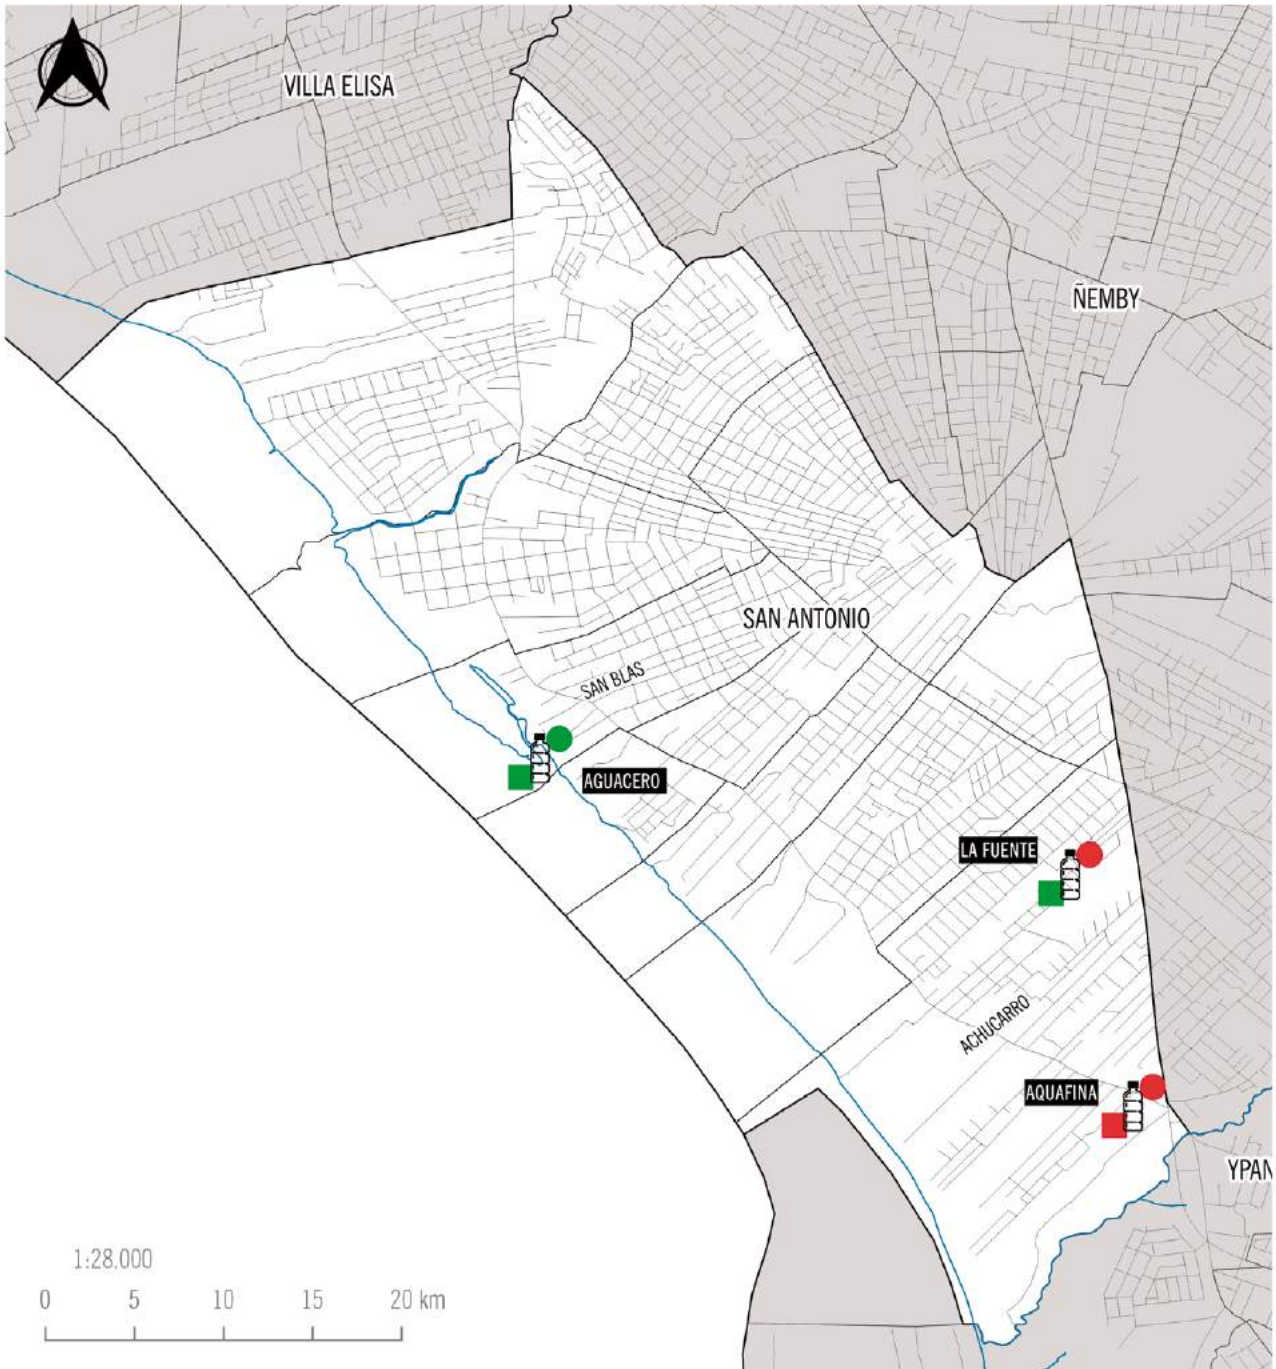 VILLA ELISA
ÑEMBY
SAN ANTONIO
SAN BLAS
AGUACERO
LA FUENTE
ACHUCARRO
AQUAFINA
YPAN
1:28.000
0 5 10 15 20 km